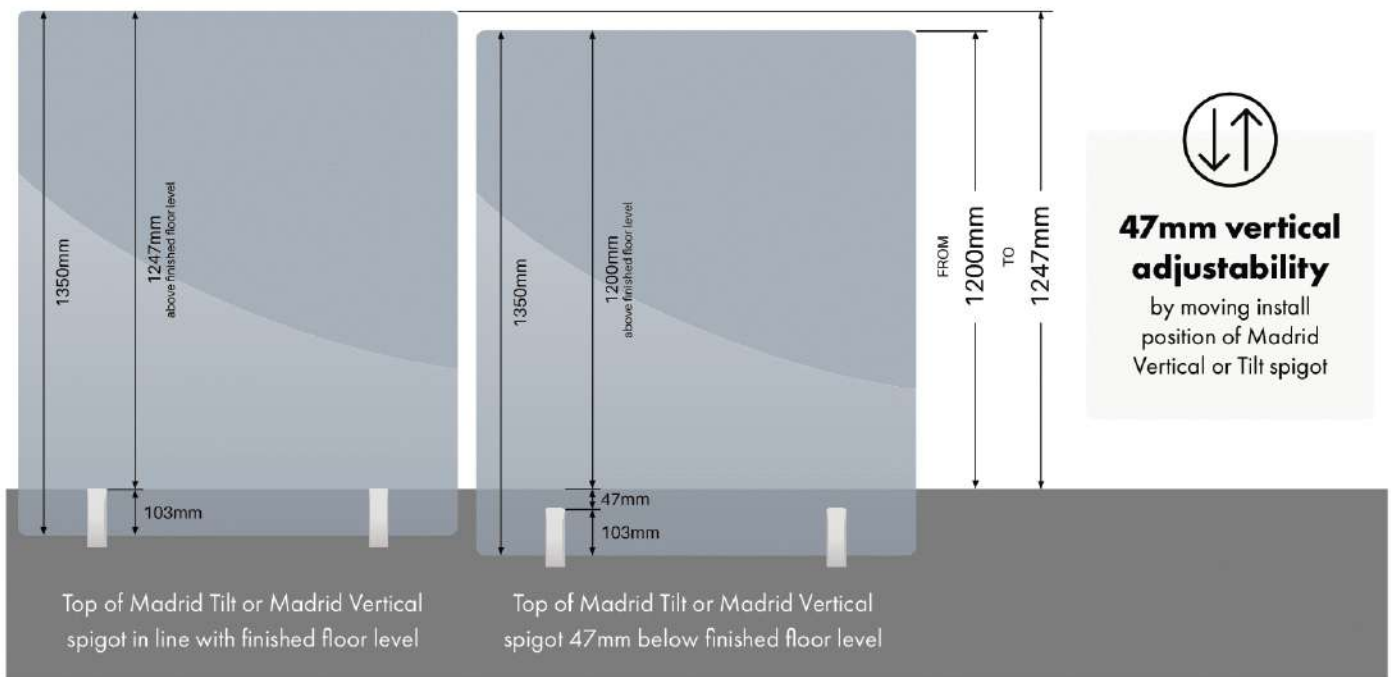 1350mm
1247mm
above finished floor level
103mm
1350mm
1200mm
above finished floor level
47mm
103mm
FROM
1200mm
TO
1247mm
47mm vertical
adjustability
by moving install
position of Madrid
Vertical or Tilt spigot
Top of Madrid Tilt or Madrid Vertical
spigot in line with finished floor level
Top of Madrid Tilt or Madrid Vertical
spigot 47mm below finished floor level